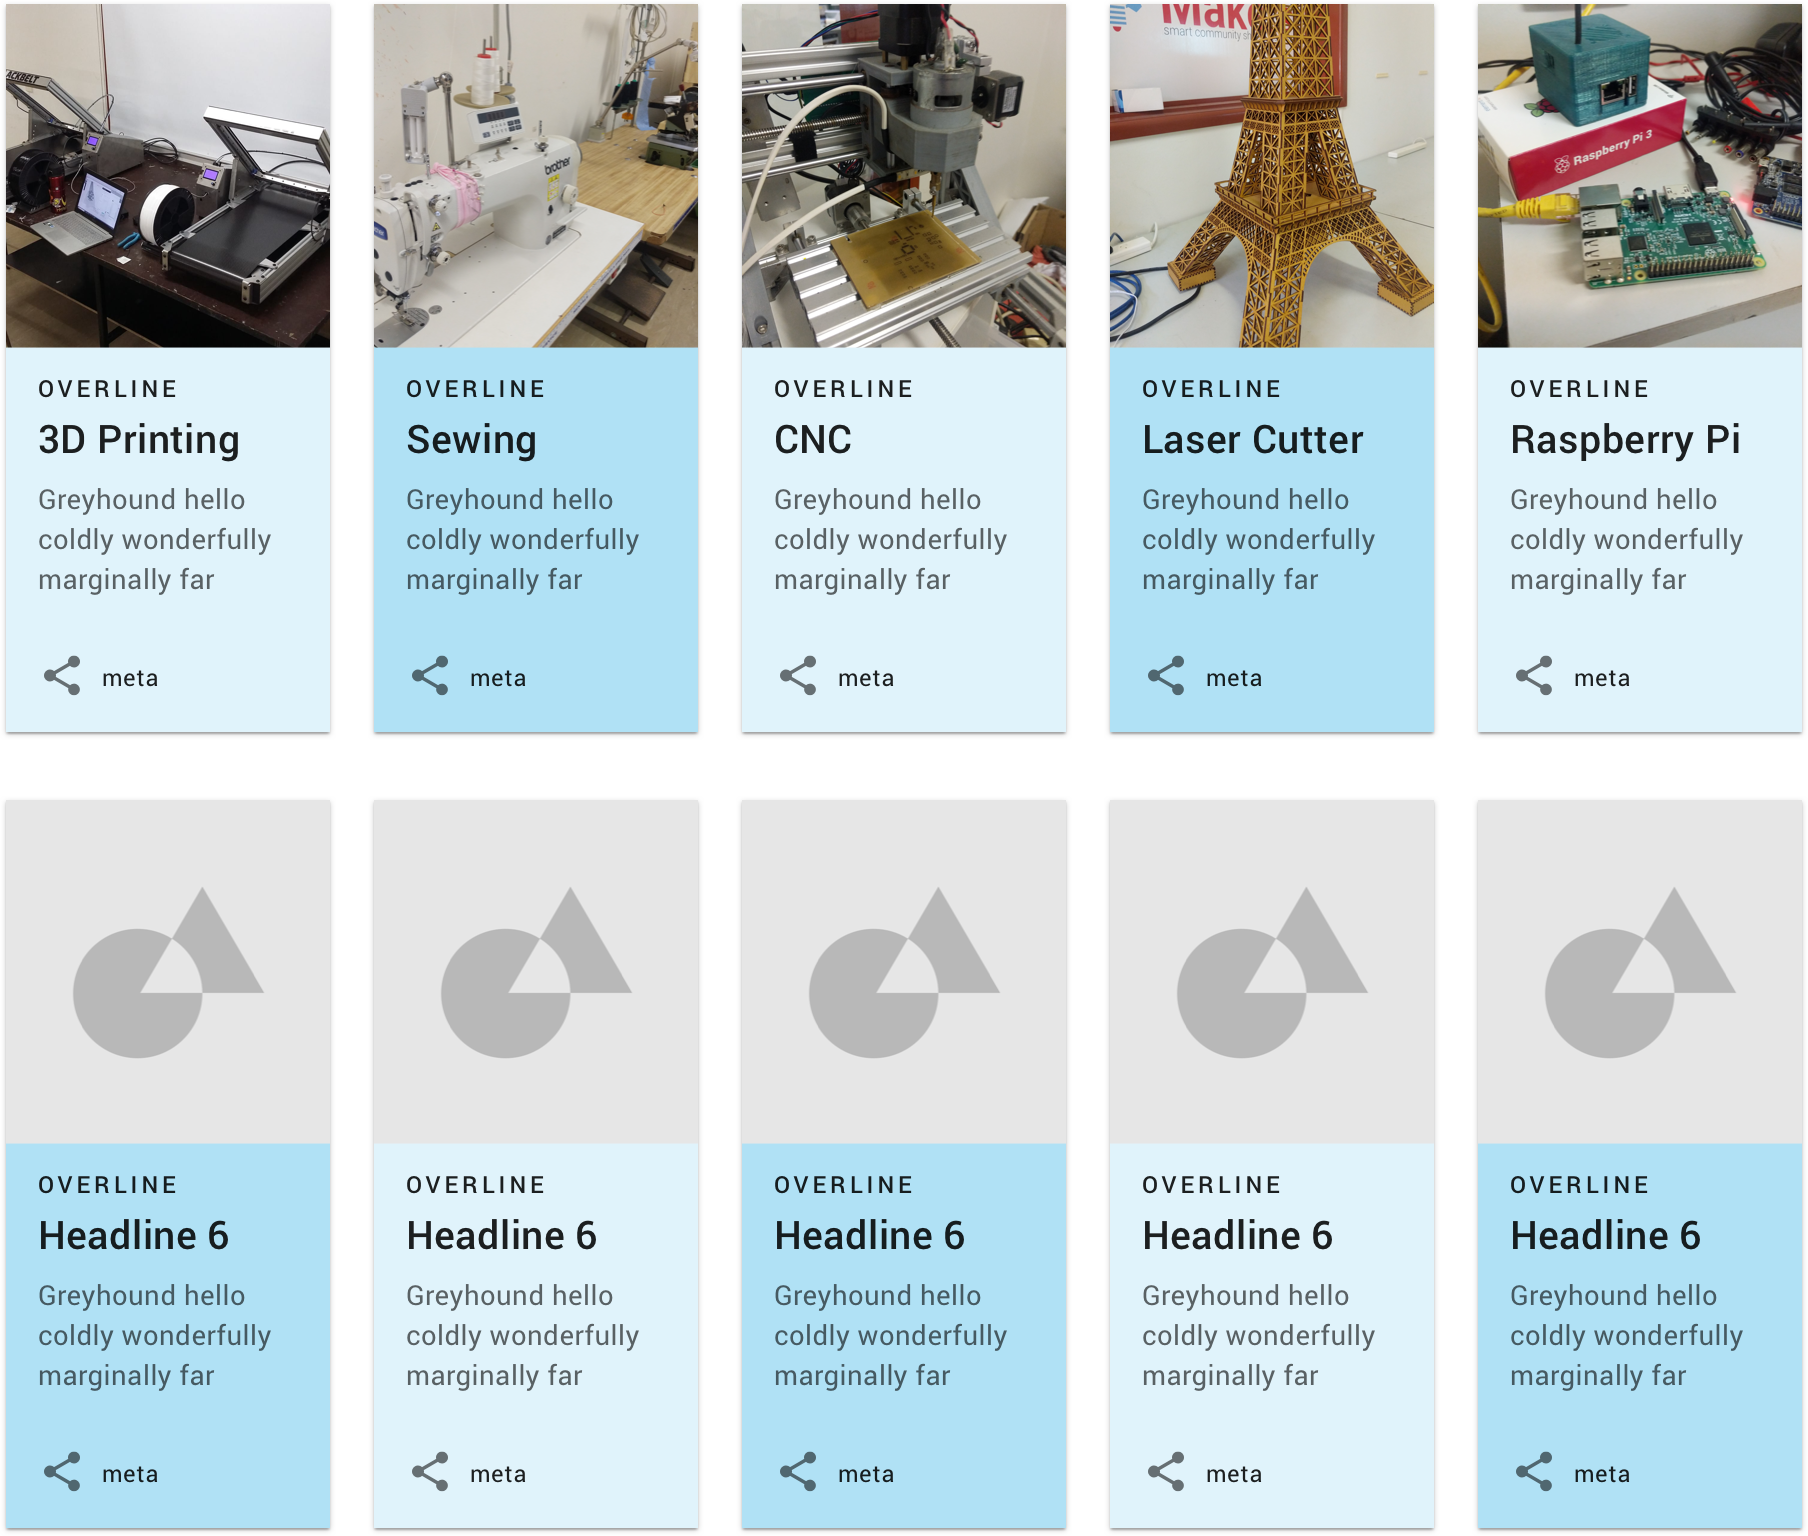 BLACKBELT
brother
Mak
smart community sh
Raspberry Pi 3
OVERLINE
3D Printing
Greyhound hello
coldly wonderfully
marginally far
meta
OVERLINE
Sewing
Greyhound hello
coldly wonderfully
marginally far
meta
OVERLINE
CNC
Greyhound hello
coldly wonderfully
marginally far
meta
OVERLINE
Laser Cutter
Greyhound hello
coldly wonderfully
marginally far
meta
OVERLINE
Raspberry Pi
Greyhound hello
coldly wonderfully
marginally far
meta
OVERLINE
Headline 6
Greyhound hello
coldly wonderfully
marginally far
meta
OVERLINE
Headline 6
Greyhound hello
coldly wonderfully
marginally far
meta
OVERLINE
Headline 6
Greyhound hello
coldly wonderfully
marginally far
meta
OVERLINE
Headline 6
Greyhound hello
coldly wonderfully
marginally far
meta
OVERLINE
Headline 6
Greyhound hello
coldly wonderfully
marginally far
meta